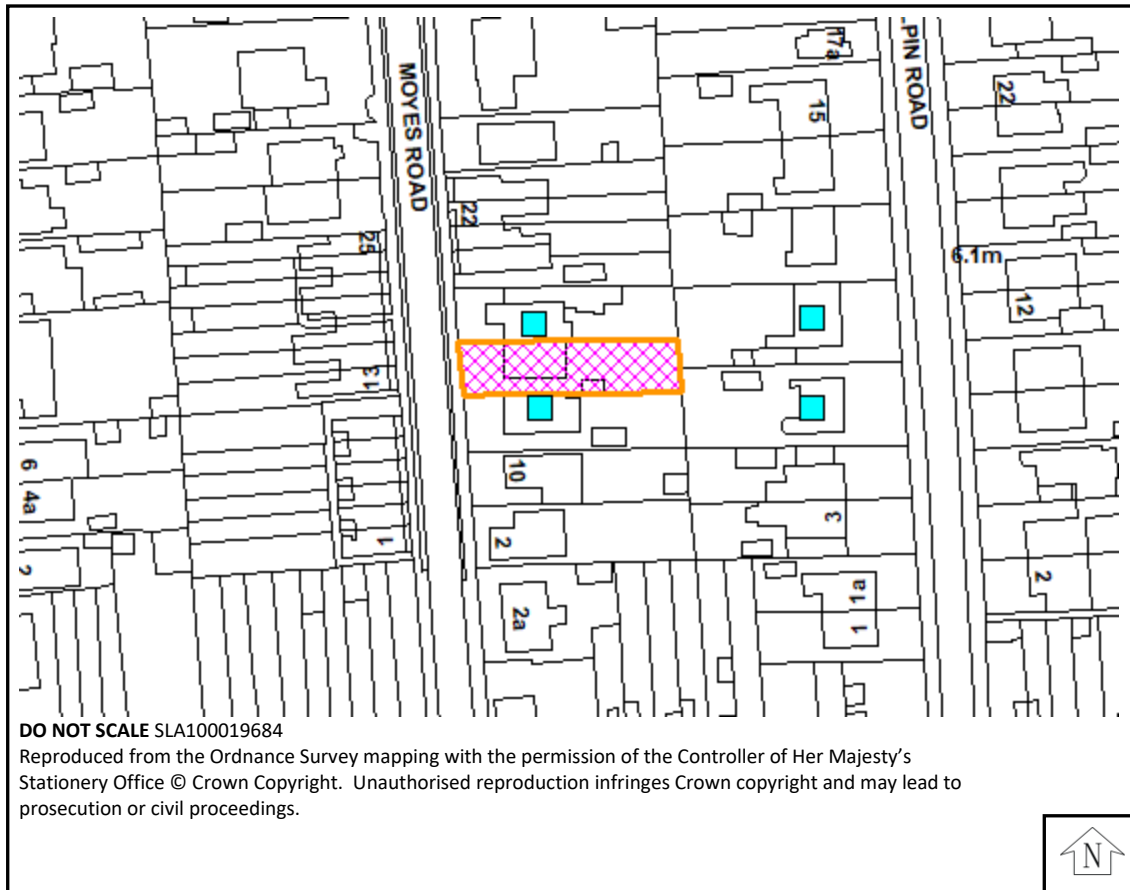 17a
PIN ROAD
MOYES ROAD
15
22
22
25
6.1m
12
31
6
10
4a
3
1
2
2
2
2a
1a
1
DO NOT SCALE SLA100019684
Reproduced from the Ordnance Survey mapping with the permission of the Controller of Her Majesty's
Stationery Office © Crown Copyright. Unauthorised reproduction infringes Crown copyright and may lead to
prosecution or civil proceedings.
N